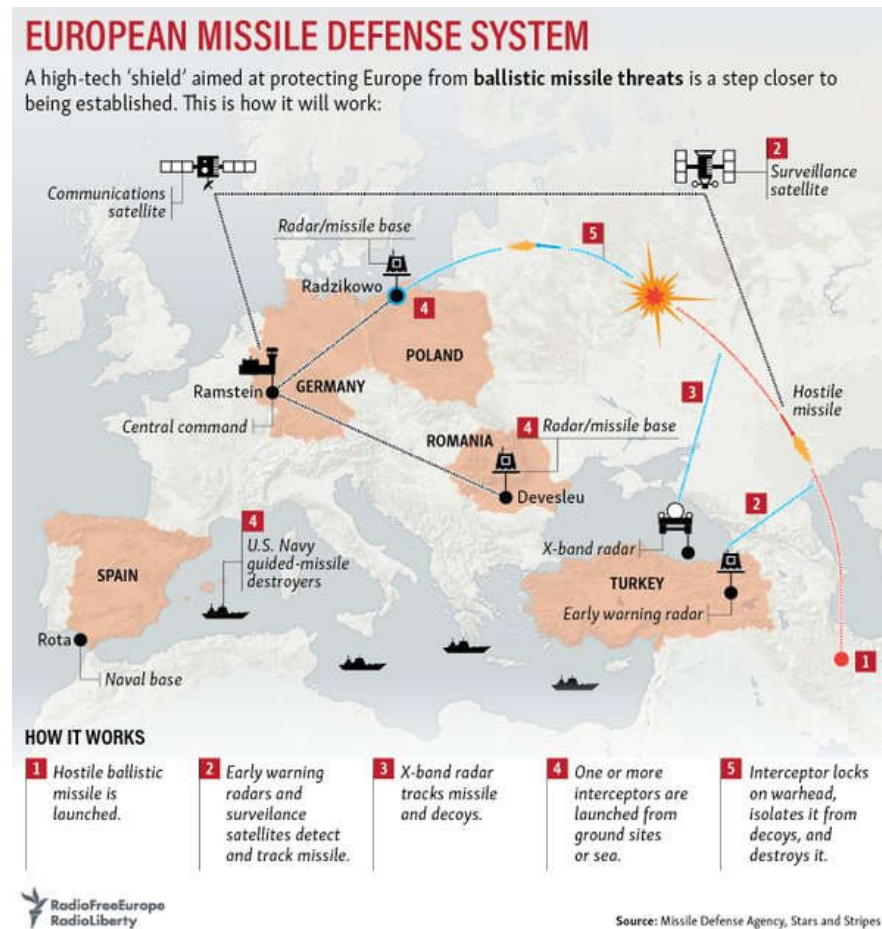 EUROPEAN MISSILE DEFENSE SYSTEM
A high-tech ‘shield’ aimed at protecting Europe from ballistic missile threats is a step closer to
being established. This is how it will work:
2
Surveillance
satellite
Communications
satellite
Radar/missile base
5
Radzikowo
4
POLAND
Ramstein
GERMANY
Central command
3
Hostile
missile
ROMANIA
4
Radar/missile base
Devesleu
2
4
U.S. Navy
guided-missile
destroyers
X-band radar
SPAIN
TURKEY
Early warning radar
Rota
Naval base
1
HOW IT WORKS
1
Hostile ballistic
missile is
launched.
2
Early warning
radars and
surveilance
satellites detect
and track missile.
3
X-band radar
tracks missile
and decoys.
4
One or more
interceptors are
launched from
ground sites
or sea.
5
Interceptor locks
on warhead,
isolates it from
decoys, and
destroys it.
RadioFreeEurope
RadioLiberty
Source: Missile Defense Agency, Stars and Stripes